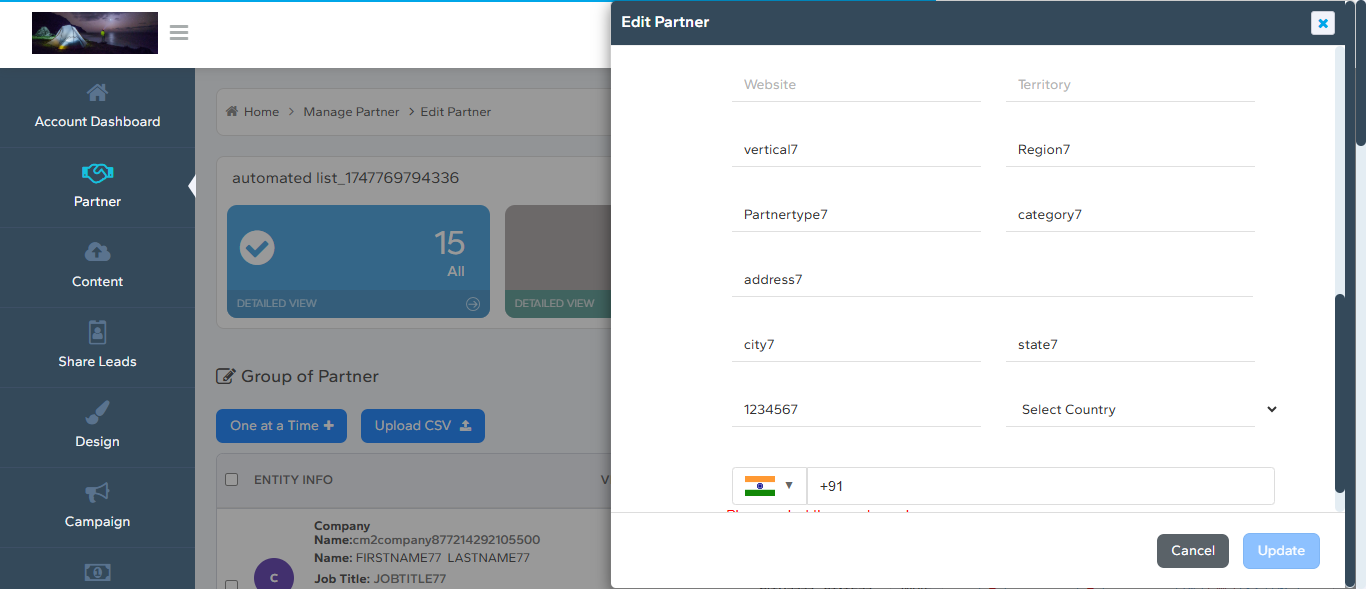 Edit Partner
Account Dashboard
Partner
Content
Share Leads
Design
Campaign
Home > Manage Partner > Edit Partner
automated list_1747769794336
15
All
DETAILED VIEW
DETAILED VIEW
Group of Partner
One at a Time +
Upload CSV
ENTITY INFO
V
C
Company
Name:cm2company877214292105500
Name: FIRSTNAME77 LASTNAME77
Job Title: JOBTITLE77
Website
Territory
vertical7
Region7
Partnertype7
category7
address7
city7
state7
1234567
Select Country
+91
Cancel
Update